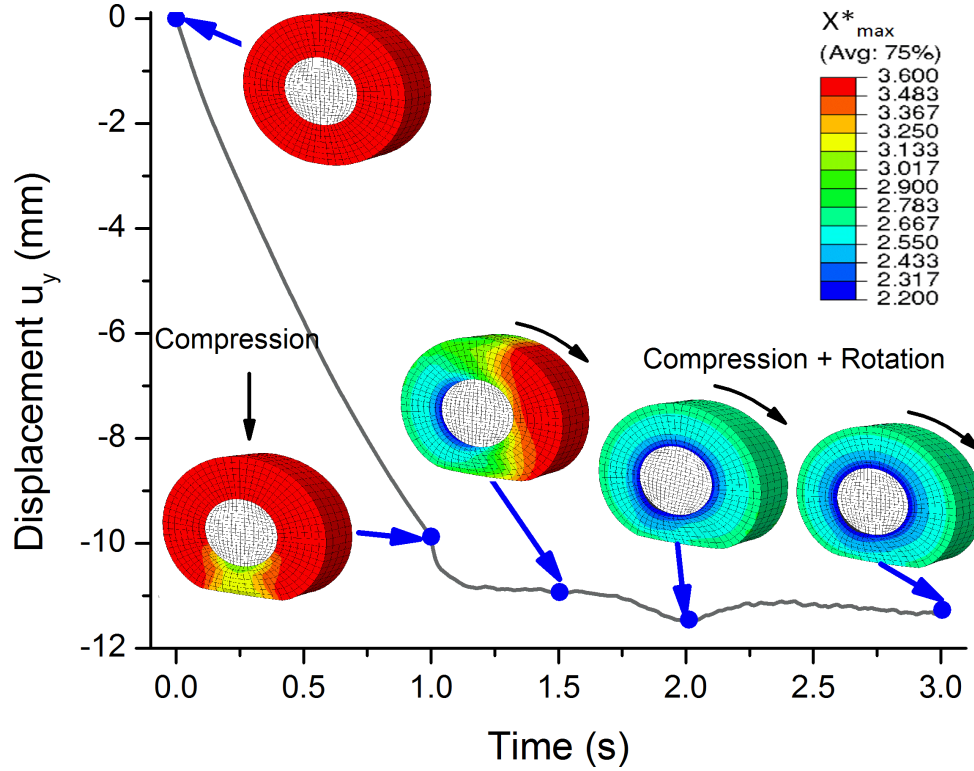 X*max
(Avg: 75%)
3.600
3.483
3.367
3.250
3.133
3.017
2.900
2.783
2.667
2.550
2.433
2.317
2.200
Displacement uy (mm)
0
-2
-4
-6
-8
-10
-12
Compression
Compression + Rotation
0.0 0.5 1.0 1.5 2.0 2.5 3.0
Time (s)